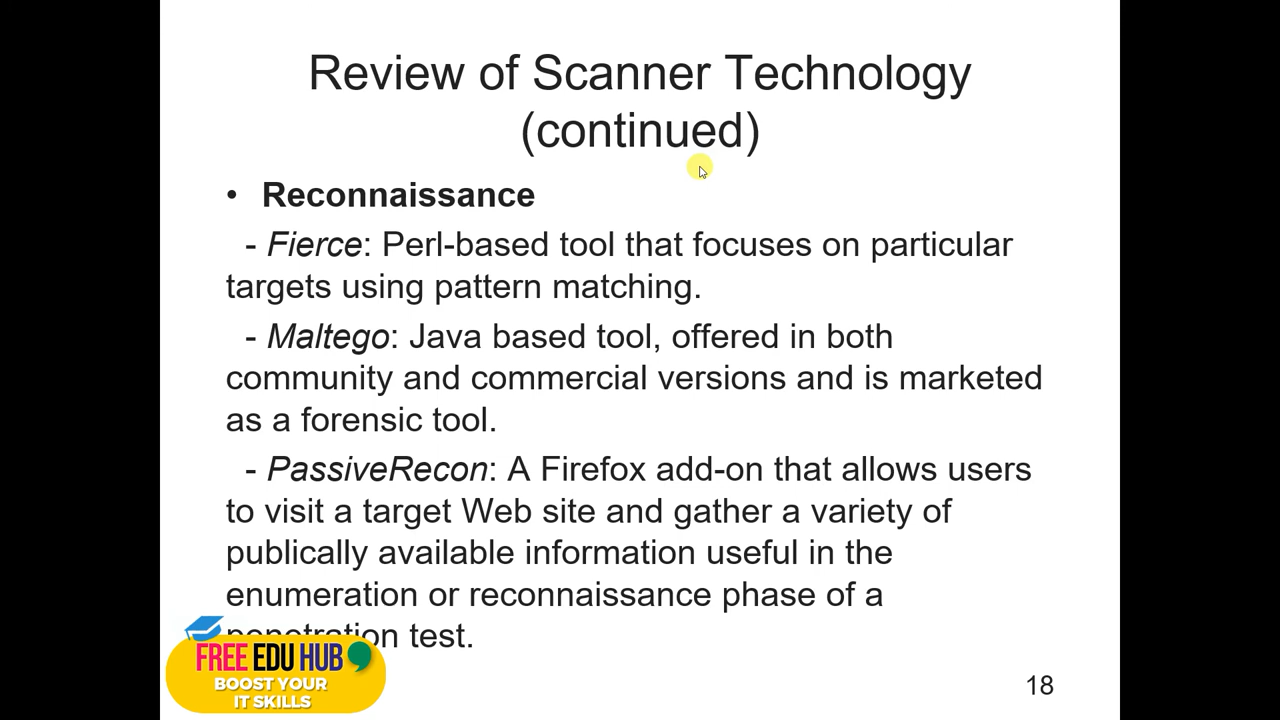 Review of Scanner Technology
(continued)
• Reconnaissance
- Fierce: Perl-based tool that focuses on particular
targets using pattern matching.
- Maltego: Java based tool, offered in both
community and commercial versions and is marketed
as a forensic tool.
- PassiveRecon: A Firefox add-on that allows users
to visit a target Web site and gather a variety of
publically available information useful in the
enumeration or reconnaissance phase of a
penetration test.
FREE EDU HUB
BOOST YOUR
IT SKILLS
18